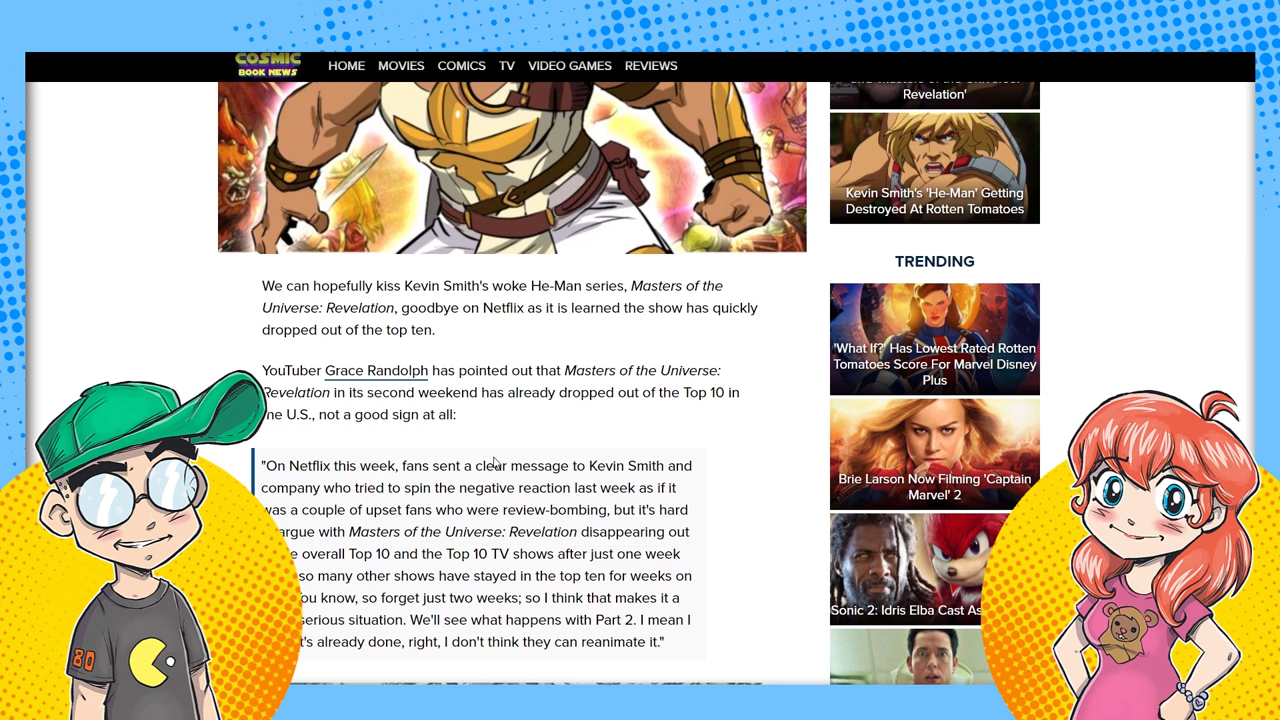 COSMIC
BOOK NEWS
HOME MOVIES COMICS TV VIDEO GAMES REVIEWS
Revelation'
Kevin Smith's 'He-Man' Getting
Destroyed At Rotten Tomatoes
TRENDING
'What If?' Has Lowest Rated Rotten
Tomatoes Score For Marvel Disney
Plus
Brie Larson Now Filming 'Captain
Marvel' 2
Sonic 2: Idris Elba Cast As
We can hopefully kiss Kevin Smith's woke He-Man series, Masters of the
Universe: Revelation, goodbye on Netflix as it is learned the show has quickly
dropped out of the top ten.
YouTuber Grace Randolph has pointed out that Masters of the Universe:
Revelation in its second weekend has already dropped out of the Top 10 in
U.S., not a good sign at all:
"On Netflix this week, fans sent a clear message to Kevin Smith and
company who tried to spin the negative reaction last week as if it
was a couple of upset fans who were review-bombing, but it's hard
argue with Masters of the Universe: Revelation disappearing out
overall Top 10 and the Top 10 TV shows after just one week
so many other shows have stayed in the top ten for weeks on
you know, so forget just two weeks; so I think that makes it a
serious situation. We'll see what happens with Part 2. I mean I
it's already done, right, I don't think they can reanimate it."
80